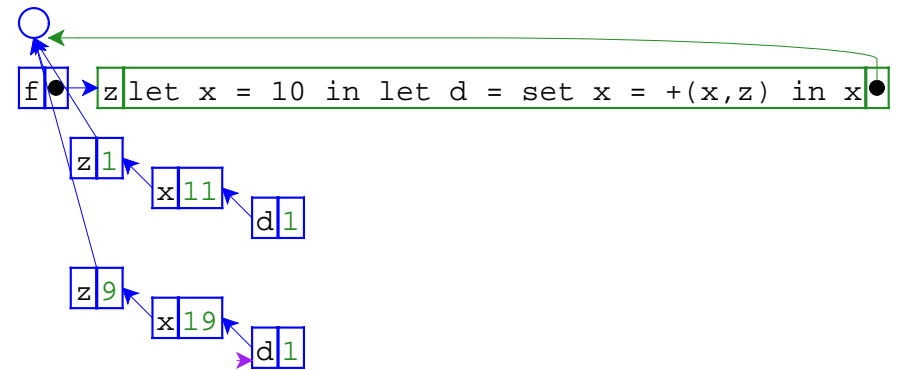 f z let x = 10 in let d = set x = +(x,z) in x
z 1
x 11
d 1
z 9
x 19
d 1